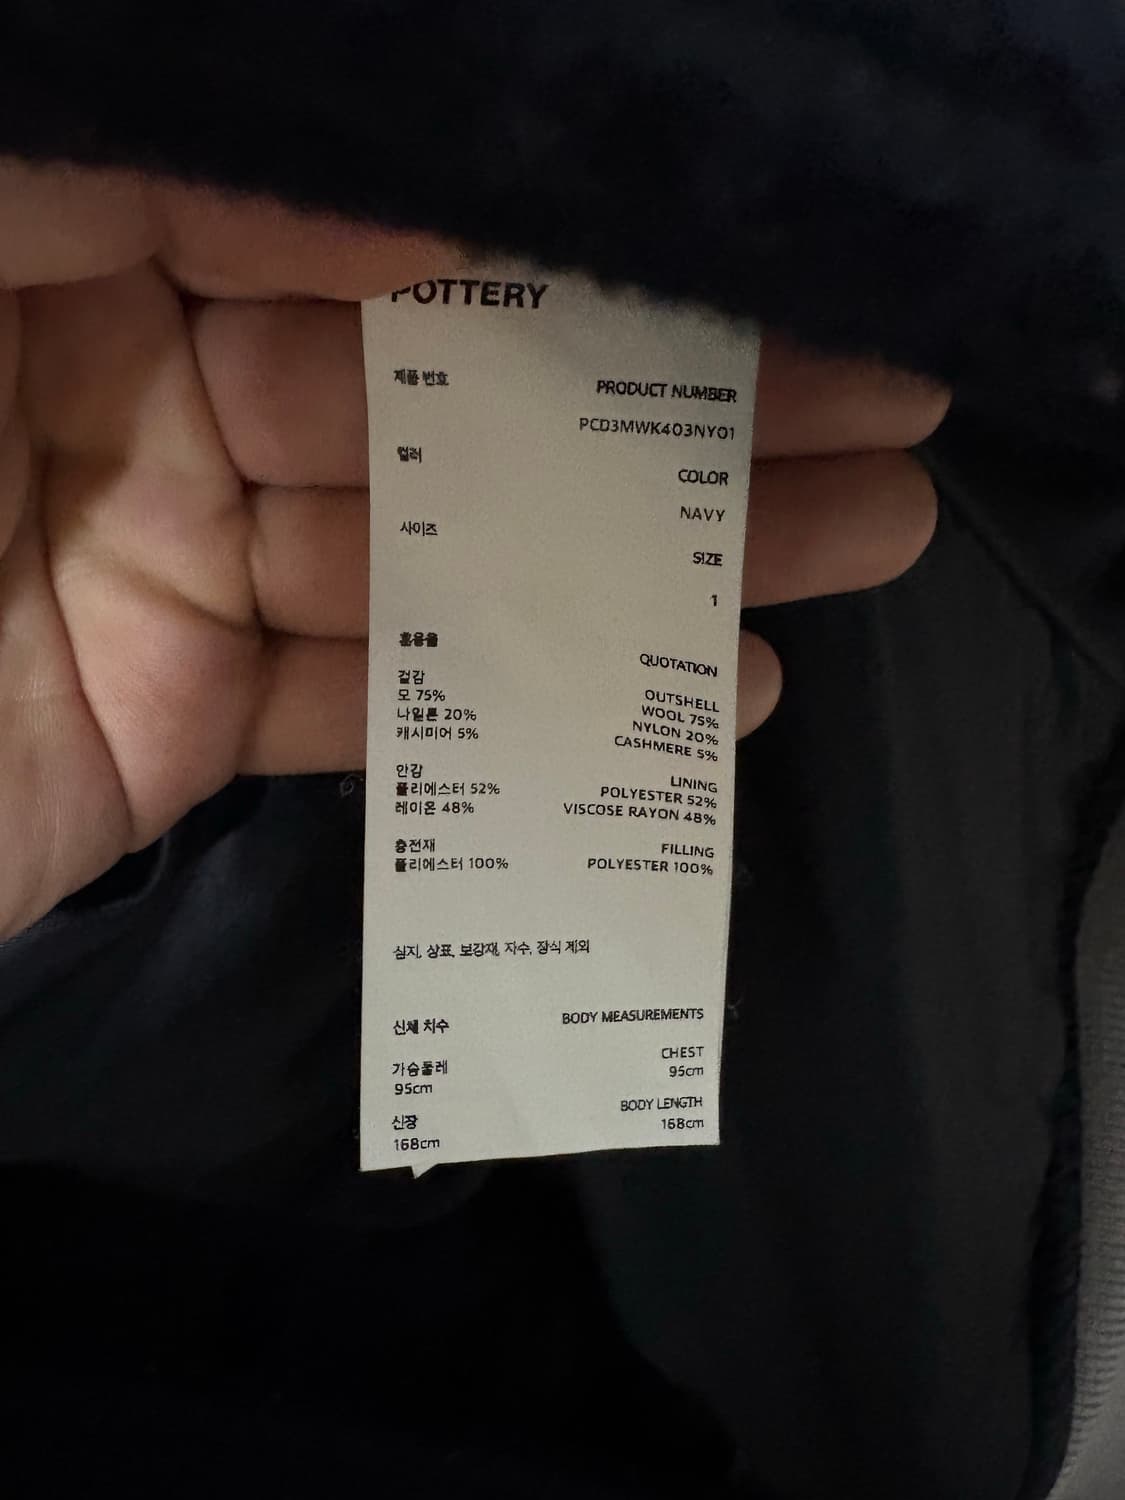 POTTERY
제품 번호
PRODUCT NUMBER
PCD3MWK403NY01
컬러
COLOR
NAVY
사이즈
SIZE
1
혼용율
QUOTATION
겉감
OUTSHELL
모 75%
WOOL 75%
나일론 20%
NYLON 20%
캐시미어 5%
CASHMERE 5%
안감
LINING
폴리에스터 52%
POLYESTER 52%
레이온 48%
VISCOSE RAYON 48%
충전재
FILLING
폴리에스터 100%
POLYESTER 100%
심지, 상표, 보강재, 자수, 장식 제외
신체 치수
BODY MEASUREMENTS
가슴둘레
CHEST
95cm
95cm
신장
BODY LENGTH
168cm
168cm